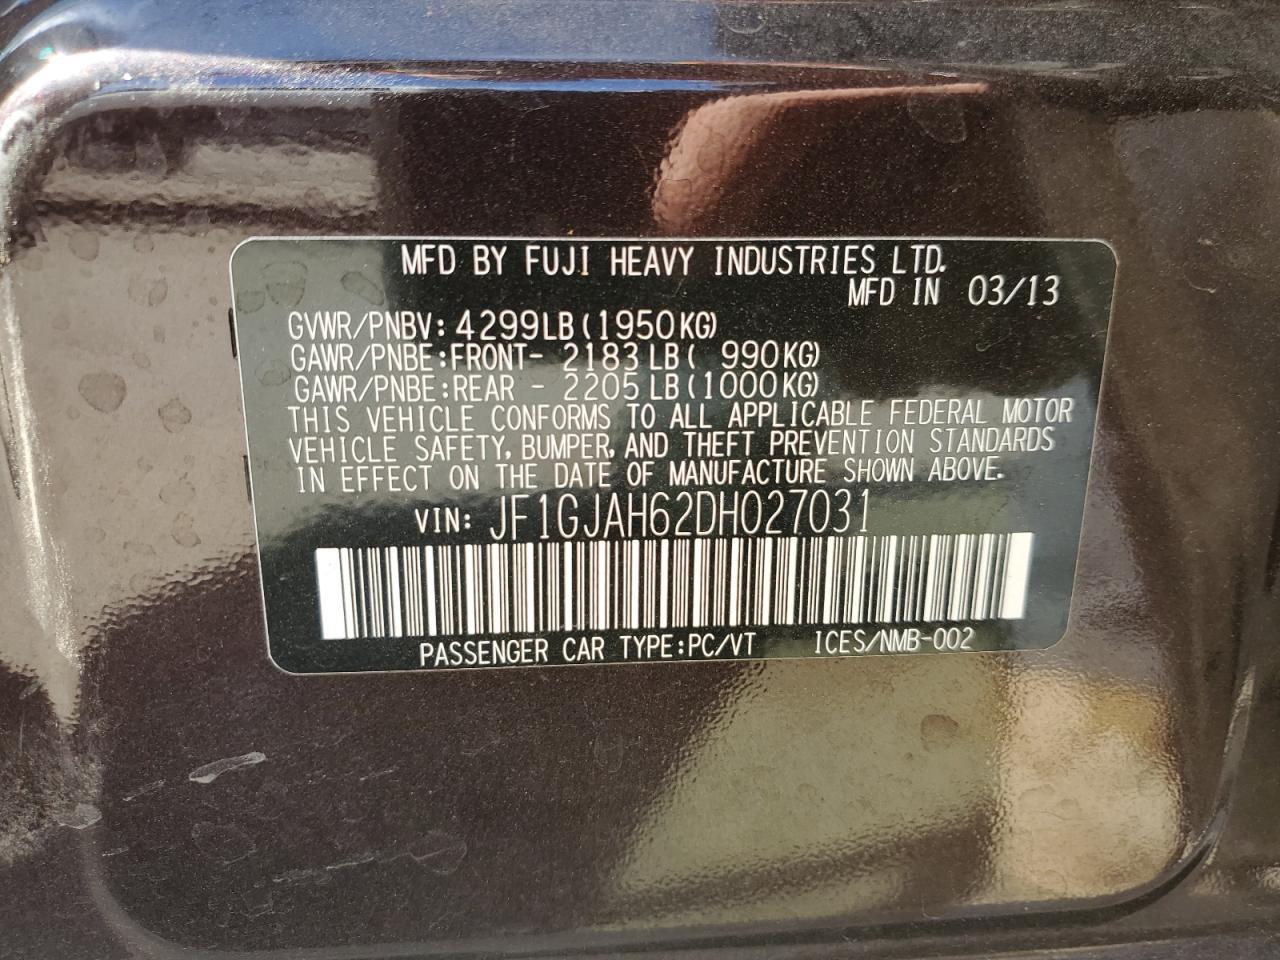 MFD BY FUJI HEAVY INDUSTRIES LTD.
MFD IN 03/13
GVWR/PNBV: 4299LB (1950KG)
GAWR/PNBE:FRONT- 2183 LB ( 990KG)
GAWR/PNBE:REAR - 2205 LB (1000KG)
THIS VEHICLE CONFORMS TO ALL APPLICABLE FEDERAL MOTOR
VEHICLE SAFETY, BUMPER, AND THEFT PREVENTION STANDARDS
IN EFFECT ON THE DATE OF MANUFACTURE SHOWN ABOVE.
VIN: JF1GJAH62DH027031
PASSENGER CAR TYPE:PC/VT ICES/NMB-002